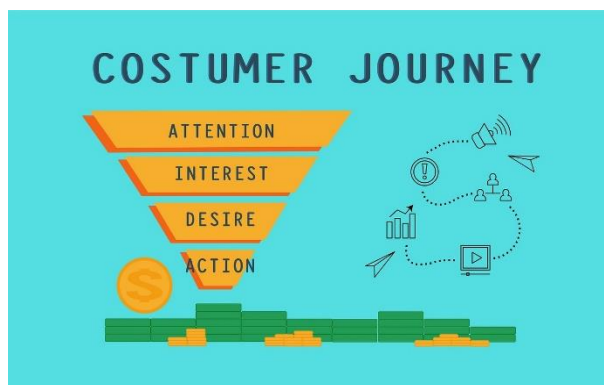 COSTUMER JOURNEY
ATTENTION
INTEREST
DESIRE
ACTION
$